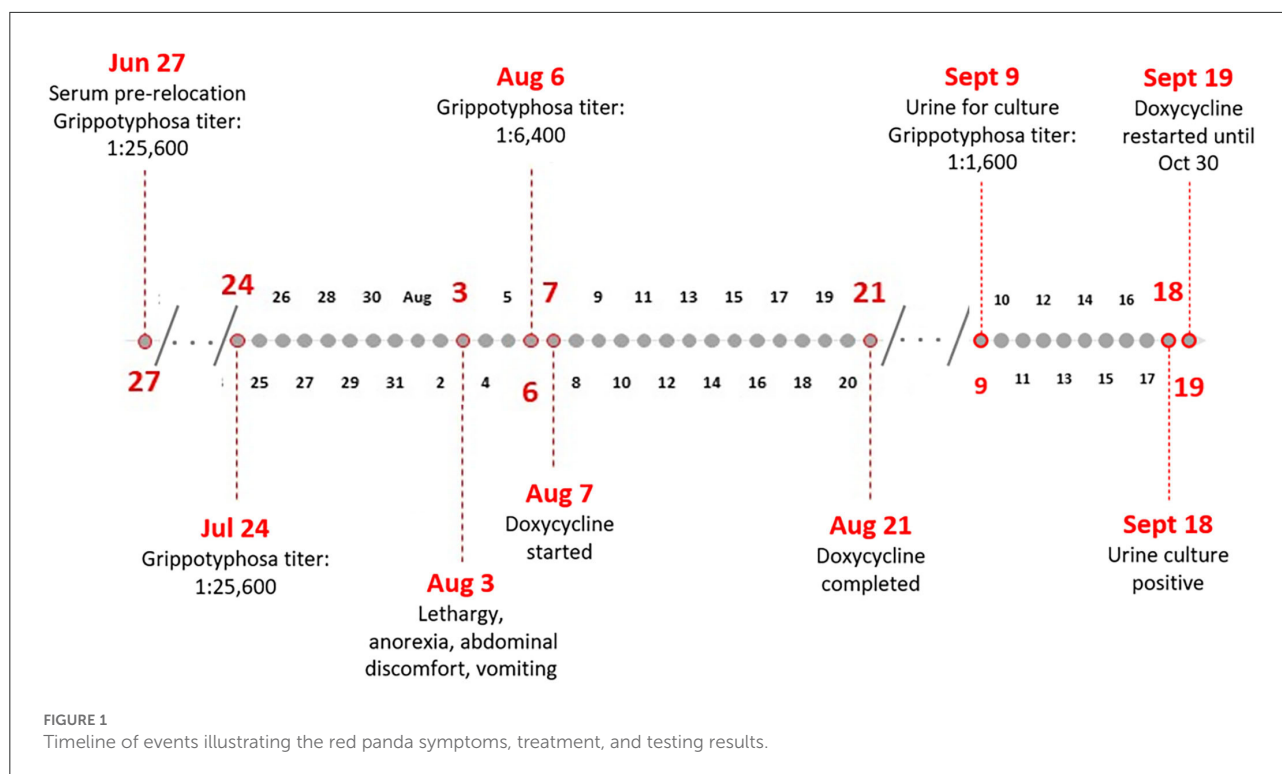 Jun 27
Serum pre-relocation
Grippotyphosa titer:
1:25,600
Aug 6
Grippotyphosa titer:
1:6,400
Sept 9
Urine for culture
Grippotyphosa titer:
1:1,600
Sept 19
Doxycycline
restarted until
Oct 30
24 26 28 30 Aug 3 5 7 9 11 13 15 17 19 21 10 12 14 16 18
27 25 27 29 31 2 4 6 8 10 12 14 16 18 20 9 11 13 15 17 19
Jul 24
Grippotyphosa titer:
1:25,600
Aug 3
Lethargy,
anorexia, abdominal
discomfort, vomiting
Aug 7
Doxycycline
started
Aug 21
Doxycycline
completed
Sept 18
Urine culture
positive
FIGURE 1
Timeline of events illustrating the red panda symptoms, treatment, and testing results.